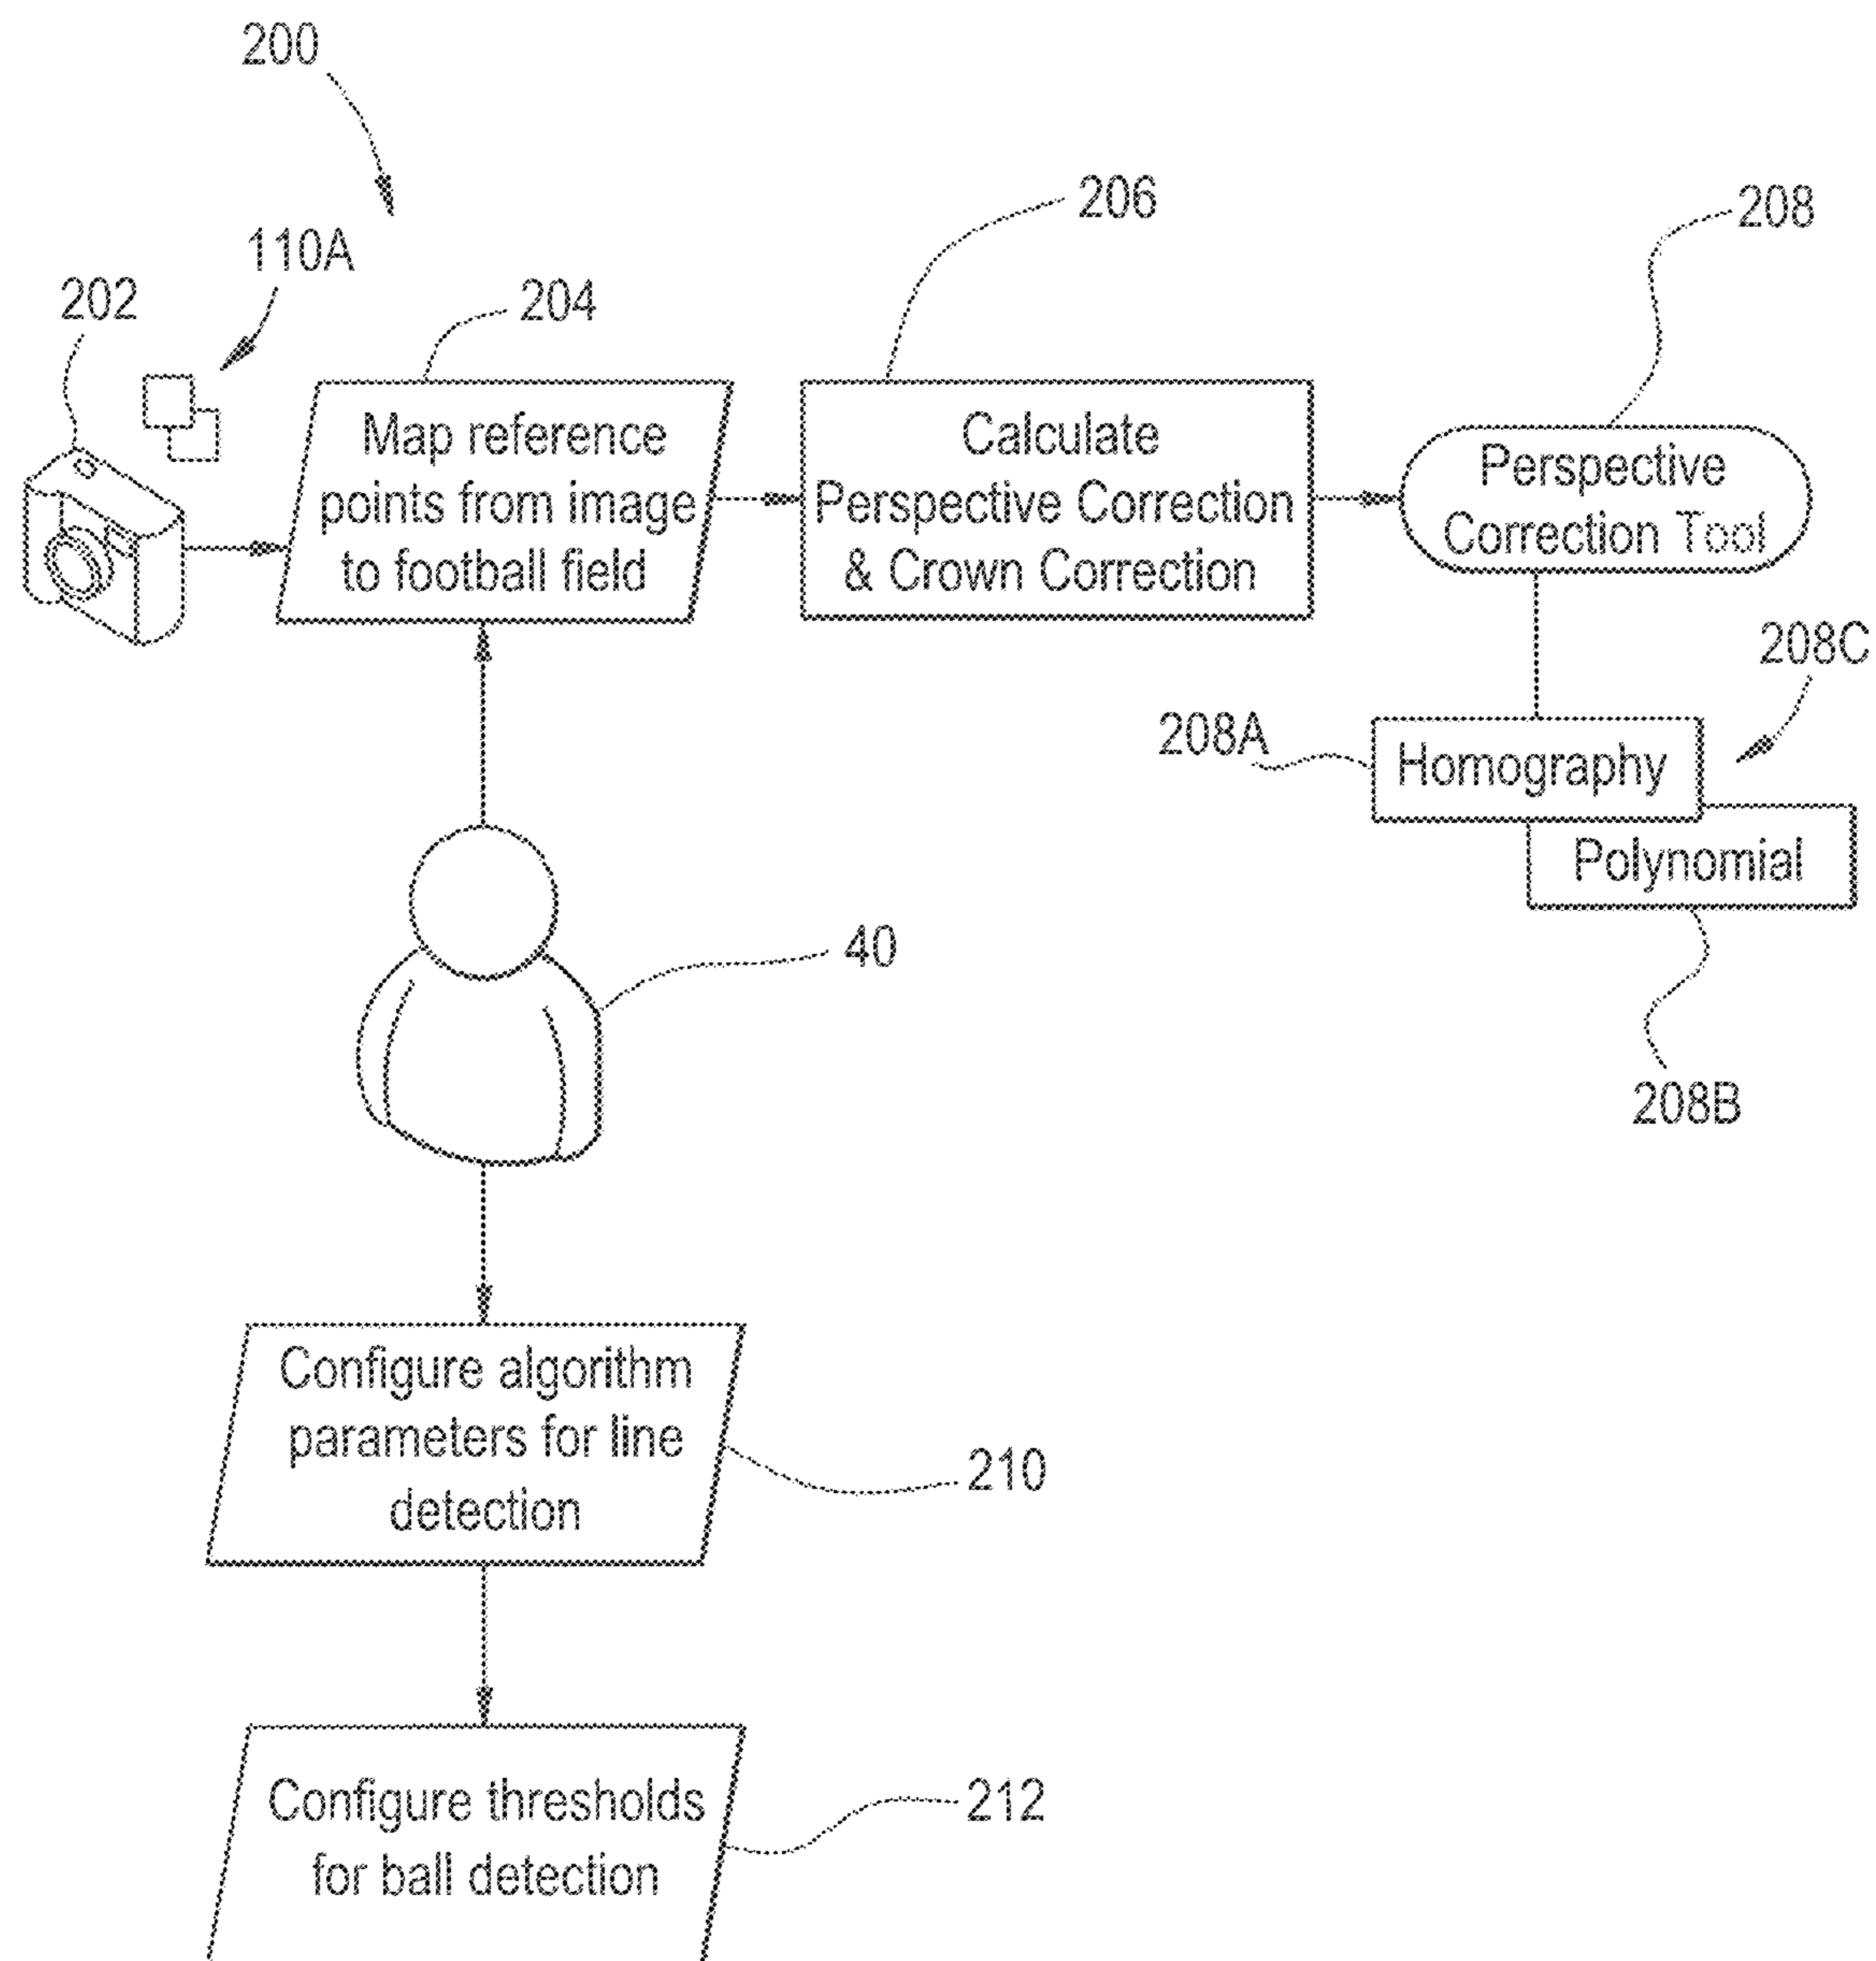 200
110A
202
204
206
208
Map reference
points from image
to football field
Calculate
Perspective Correction
& Crown Correction
Perspective
Correction Tool
208C
208A
Homography
Polynomial
208B
40
Configure algorithm
parameters for line
detection
210
Configure thresholds
for ball detection
212